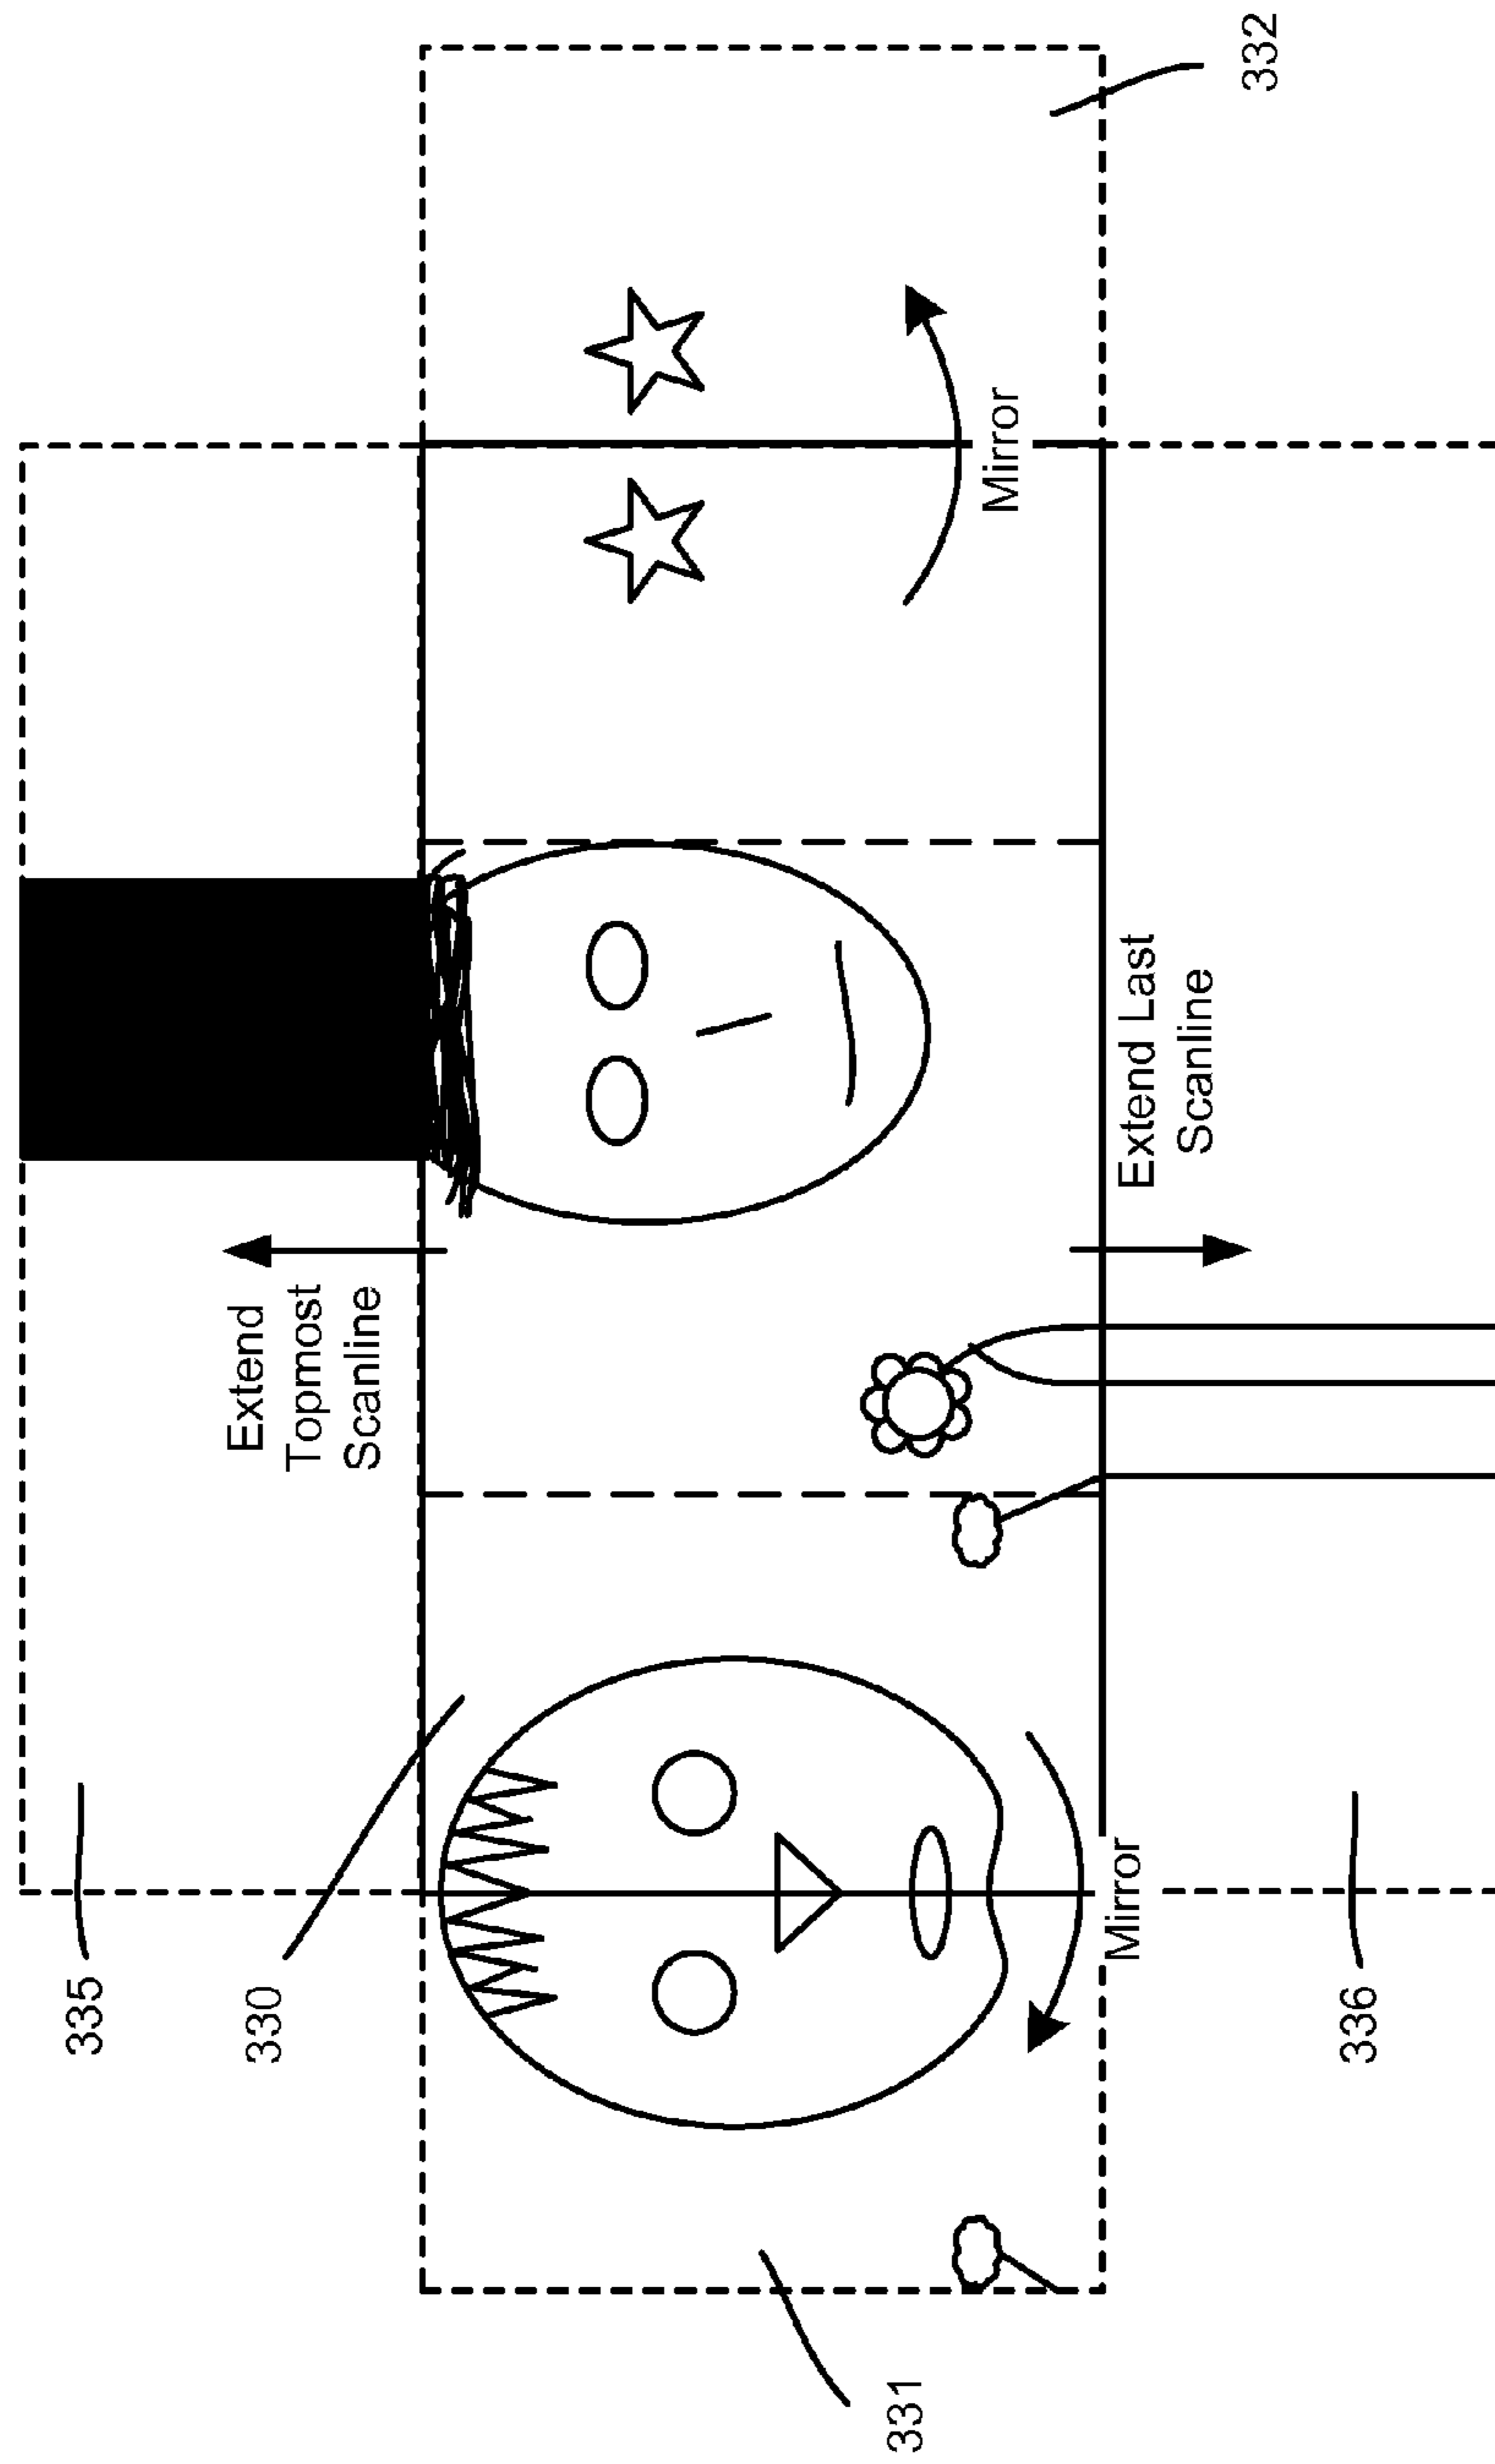 335
330
Extend
Topmost
Scanline
331
Mirror
Mirror
Extend Last
Scanline
332
336